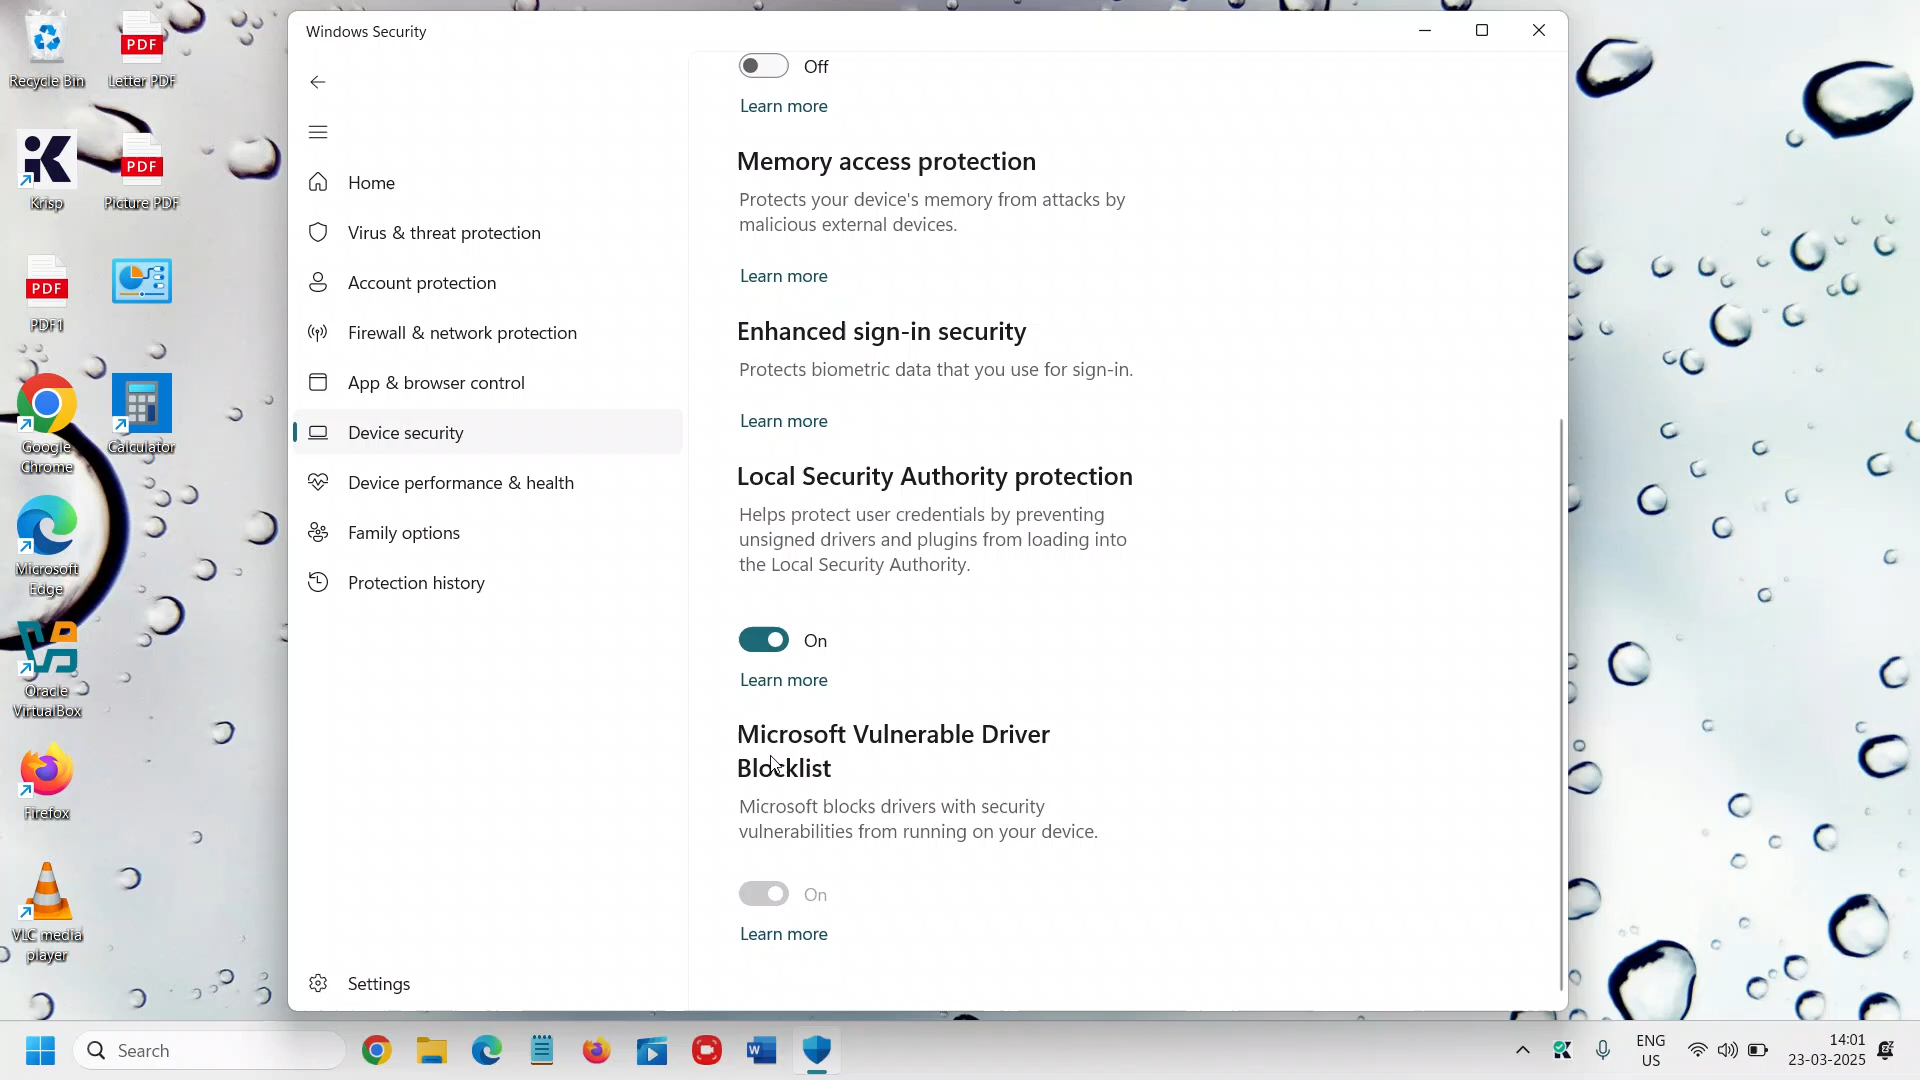 Recycle Bin
Letter PDF
PDF
Krisp
Picture PDF
PDF
PDF
PDF1
Google
Chrome
Calculator
Microsoft
Edge
Oracle
VirtualBox
Firefox
VLC media
player
Windows Security
Home
Virus & threat protection
Account protection
Firewall & network protection
App & browser control
Device security
Device performance & health
Family options
Protection history
Settings
Off
Learn more
Memory access protection
Protects your device's memory from attacks by
malicious external devices.
Learn more
Enhanced sign-in security
Protects biometric data that you use for sign-in.
Learn more
Local Security Authority protection
Helps protect user credentials by preventing
unsigned drivers and plugins from loading into
the Local Security Authority.
On
Learn more
Microsoft Vulnerable Driver
Blocklist
Microsoft blocks drivers with security
vulnerabilities from running on your device.
On
Learn more
Search
ENG
US
14:01
23-03-2025